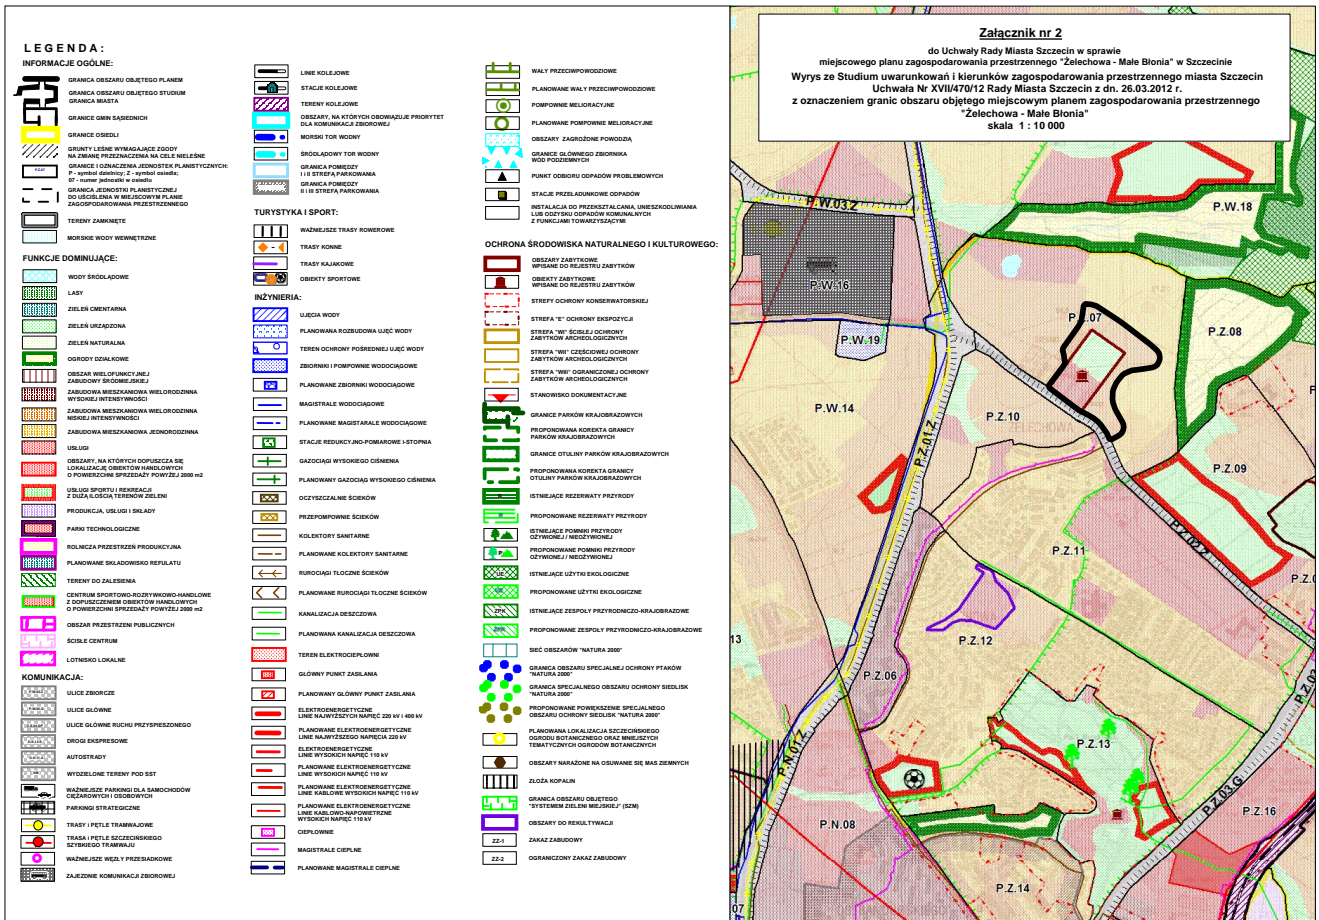 LEGENDA:
INFORMACJE OGÓLNE:
GRANICA OBSZARU OBJĘTEGO PLANEM
GRANICA OBSZARU OBJĘTEGO STUDIUM
GRANICA MIASTA
GRANICE GMIN SĄSIEDNICH
GRANICE OSIEDLI
GRUNTY LEŚNE WYMAGAJĄCE ZGODY
NA ZMIANĘ PRZEZNACZENIA NA CELE NIELEŚNE
GRANICE I OZNACZENIA JEDNOSTEK PLANISTYCZNYCH:
P - symbol dzielnicy; Z - symbol osiedla;
07 - numer jednostki w osiedlu
GRANICA JEDNOSTKI PLANISTYCZNEJ
DO UŚCIŚLENIA W MIEJSCOWYM PLANIE
ZAGOSPODAROWANIA PRZESTRZENNEGO
TERENY ZAMKNIĘTE
MORSKIE WODY WEWNĘTRZNE
FUNKCJE DOMINUJĄCE:
WODY ŚRÓDLĄDOWE
LASY
ZIELEŃ CMENTARNA
ZIELEŃ URZĄDZONA
ZIELEŃ NATURALNA
OGRODY DZIAŁKOWE
OBSZAR WIELOFUNKCYJNEJ
ZABUDOWY ŚRÓDMIEJSKIEJ
ZABUDOWA MIESZKANIOWA WIELORODZINNA
WYSOKIEJ INTENSYWNOŚCI
ZABUDOWA MIESZKANIOWA WIELORODZINNA
NISKIEJ INTENSYWNOŚCI
ZABUDOWA MIESZKANIOWA JEDNORODZINNA
USŁUGI
OBSZARY, NA KTÓRYCH DOPUSZCZA SIĘ
LOKALIZACJĘ OBIEKTÓW HANDLOWYCH
O POWIERZCHNI SPRZEDAŻY POWYŻEJ 2000 m2
USŁUGI SPORTU I REKREACJI
Z DUŻĄ ILOŚCIĄ TERENÓW ZIELENI
PRODUKCJA, USŁUGI I SKŁADY
PARKI TECHNOLOGICZNE
ROLNICZA PRZESTRZEŃ PRODUKCYJNA
PLANOWANE SKŁADOWISKO REFULATU
TERENY DO ZALESIENIA
CENTRUM SPORTOWO-ROZRYWKOWO-HANDLOWE
Z DOPUSZCZENIEM OBIEKTÓW HANDLOWYCH
O POWIERZCHNI SPRZEDAŻY POWYŻEJ 2000 m2
OBSZAR PRZESTRZENI PUBLICZNYCH
ŚCISŁE CENTRUM
LOTNISKO LOKALNE
KOMUNIKACJA:
ULICE ZBIORCZE
ULICE GŁÓWNE
ULICE GŁÓWNE RUCHU PRZYSPIESZONEGO
DROGI EKSPRESOWE
AUTOSTRADY
WYDZIELONE TERENY POD SST
WAŻNIEJSZE PARKINGI DLA SAMOCHODÓW
CIĘŻAROWYCH I OSOBOWYCH
PARKINGI STRATEGICZNE
TRASY I PĘTLE TRAMWAJOWE
TRASA I PĘTLE SZCZECIŃSKIEGO
SZYBKIEGO TRAMWAJU
WAŻNIEJSZE WĘZŁY PRZESIADKOWE
ZAJEZDNIE KOMUNIKACJI ZBIOROWEJ
LINIE KOLEJOWE
STACJE KOLEJOWE
TERENY KOLEJOWE
OBSZARY, NA KTÓRYCH OBOWIĄZUJE PRIORYTET
DLA KOMUNIKACJI ZBIOROWEJ
MORSKI TOR WODNY
ŚRÓDLĄDOWY TOR WODNY
GRANICA POMIĘDZY
I i II STREFĄ PARKOWANIA
GRANICA POMIĘDZY
II i III STREFĄ PARKOWANIA
TURYSTYKA I SPORT:
WAŻNIEJSZE TRASY ROWEROWE
TRASY KONNE
TRASY KAJAKOWE
OBIEKTY SPORTOWE
INŻYNIERIA:
UJĘCIA WODY
PLANOWANA ROZBUDOWA UJĘĆ WODY
TEREN OCHRONY POŚREDNIEJ UJĘĆ WODY
ZBIORNIKI I POMPOWNIE WODOCIĄGOWE
PLANOWANE ZBIORNIKI WODOCIĄGOWE
MAGISTRALE WODOCIĄGOWE
PLANOWANE MAGISTARALE WODOCIĄGOWE
STACJE REDUKCYJNO-POMIAROWE I-STOPNIA
GAZOCIĄGI WYSOKIEGO CIŚNIENIA
PLANOWANY GAZOCIĄG WYSOKIEGO CIŚNIENIA
OCZYSZCZALNIE ŚCIEKÓW
PRZEPOMPOWNIE ŚCIEKÓW
KOLEKTORY SANITARNE
PLANOWANE KOLEKTORY SANITARNE
RUROCIĄGI TŁOCZNE ŚCIEKÓW
PLANOWANE RUROCIĄGI TŁOCZNE ŚCIEKÓW
KANALIZACJA DESZCZOWA
PLANOWANA KANALIZACJA DESZCZOWA
TEREN ELEKTROCIEPŁOWNI
GŁÓWNY PUNKT ZASILANIA
PLANOWANY GŁÓWNY PUNKT ZASILANIA
ELEKTROENERGETYCZNE
LINIE NAJWYŻSZYCH NAPIĘĆ 220 kV i 400 kV
PLANOWANE ELEKTROENERGETYCZNE
LINIE NAJWYŻSZEGO NAPIĘCIA 220 kV
ELEKTROENERGETYCZNE
LINIE WYSOKICH NAPIĘĆ 110 kV
PLANOWANE ELEKTROENERGETYCZNE
LINIE WYSOKICH NAPIĘĆ 110 kV
PLANOWANE ELEKTROENERGETYCZNE
LINIE KABLOWE WYSOKICH NAPIĘĆ 110 kV
PLANOWANE ELEKTROENERGETYCZNE
LINIE KABLOWO-NAPOWIETRZNE
WYSOKICH NAPIĘĆ 110 kV
CIEPŁOWNIE
MAGISTRALE CIEPLNE
PLANOWANE MAGISTRALE CIEPLNE
WAŁY PRZECIWPOWODZIOWE
PLANOWANE WAŁY PRZECIWPOWODZIOWE
POMPOWNIE MELIORACYJNE
PLANOWANE POMPOWNIE MELIORACYJNE
OBSZARY ZAGROŻONE POWODZIĄ
GRANICE GŁÓWNEGO ZBIORNIKA
WÓD PODZIEMNYCH
PUNKT ODBIORU ODPADÓW PROBLEMOWYCH
STACJE PRZEŁADUNKOWE ODPADÓW
INSTALACJA DO PRZEKSZTAŁCANIA, UNIESZKODLIWIANIA
LUB ODZYSKU ODPADÓW KOMUNALNYCH
Z FUNKCJAMI TOWARZYSZĄCYMI
OCHRONA ŚRODOWISKA NATURALNEGO I KULTUROWEGO:
OBSZARY ZABYTKOWE
WPISANE DO REJESTRU ZABYTKÓW
OBIEKTY ZABYTKOWE
WPISANE DO REJESTRU ZABYTKÓW
STREFY OCHRONY KONSERWATORSKIEJ
STREFA "E" OCHRONY EKSPOZYCJI
STREFA "WI" ŚCISŁEJ OCHRONY
ZABYTKÓW ARCHEOLOGICZNYCH
STREFA "WII" CZĘŚCIOWEJ OCHRONY
ZABYTKÓW ARCHEOLOGICZNYCH
STREFA "WIII" OGRANICZONEJ OCHRONY
ZABYTKÓW ARCHEOLOGICZNYCH
STANOWISKO DOKUMENTACYJNE
GRANICE PARKÓW KRAJOBRAZOWYCH
PROPONOWANA KOREKTA GRANICY
PARKÓW KRAJOBRAZOWYCH
GRANICE OTULINY PARKÓW KRAJOBRAZOWYCH
PROPONOWANA KOREKTA GRANICY
OTULINY PARKÓW KRAJOBRAZOWYCH
ISTNIEJĄCE REZERWATY PRZYRODY
PROPONOWANE REZERWATY PRZYRODY
ISTNIEJĄCE POMNIKI PRZYRODY
OŻYWIONEJ / NIEOŻYWIONEJ
PROPONOWANE POMNIKI PRZYRODY
OŻYWIONEJ / NIEOŻYWIONEJ
ISTNIEJĄCE UŻYTKI EKOLOGICZNE
PROPONOWANE UŻYTKI EKOLOGICZNE
ISTNIEJĄCE ZESPOŁY PRZYRODNICZO-KRAJOBRAZOWE
PROPONOWANE ZESPOŁY PRZYRODNICZO-KRAJOBRAZOWE
SIEĆ OBSZARÓW "NATURA 2000"
GRANICA OBSZARU SPECJALNEJ OCHRONY PTAKÓW
"NATURA 2000"
GRANICA SPECJALNEGO OBSZARU OCHRONY SIEDLISK
"NATURA 2000"
PROPONOWANE POWIĘKSZENIE SPECJALNEGO
OBSZARU OCHRONY SIEDLISK "NATURA 2000"
PLANOWANA LOKALIZACJA SZCZECIŃSKIEGO
OGRODU BOTANICZNEGO ORAZ MNIEJSZYCH
TEMATYCZNYCH OGRODÓW BOTANICZNYCH
OBSZARY NARAŻONE NA OSUWANIE SIĘ MAS ZIEMNYCH
ZŁOŻA KOPALIN
GRANICA OBSZARU OBJĘTEGO
"SYSTEMEM ZIELENI MIEJSKIEJ" (SZM)
OBSZARY DO REKULTYWACJI
ZZ-1 ZAKAZ ZABUDOWY
ZZ-2 OGRANICZONY ZAKAZ ZABUDOWY
Załącznik nr 2
do Uchwały Rady Miasta Szczecin w sprawie
miejscowego planu zagospodarowania przestrzennego "Żelechowa - Małe Błonia" w Szczecinie
Wyrys ze Studium uwarunkowań i kierunków zagospodarowania przestrzennego miasta Szczecin
Uchwała Nr XVII/470/12 Rady Miasta Szczecin z dn. 26.03.2012 r.
z oznaczeniem granic obszaru objętego miejscowym planem zagospodarowania przestrzennego
"Żelechowa - Małe Błonia"
skala 1 : 10 000
P.W.03.Z
P.W.18
P.W.16
P.Z.07
P.Z.08
P.W.19
P.W.14
P.Z.10
ŻELECHOWA
P.Z.01.Z
P.Z.09
P.Z.02.Z
P.Z.11
P.Z.0
13
P.Z.12
P.Z.06
P.Z.03
P.N.01.Z
P.Z.13
P.Z.03.G
P.Z.16
P.N.08
P.Z.14
07